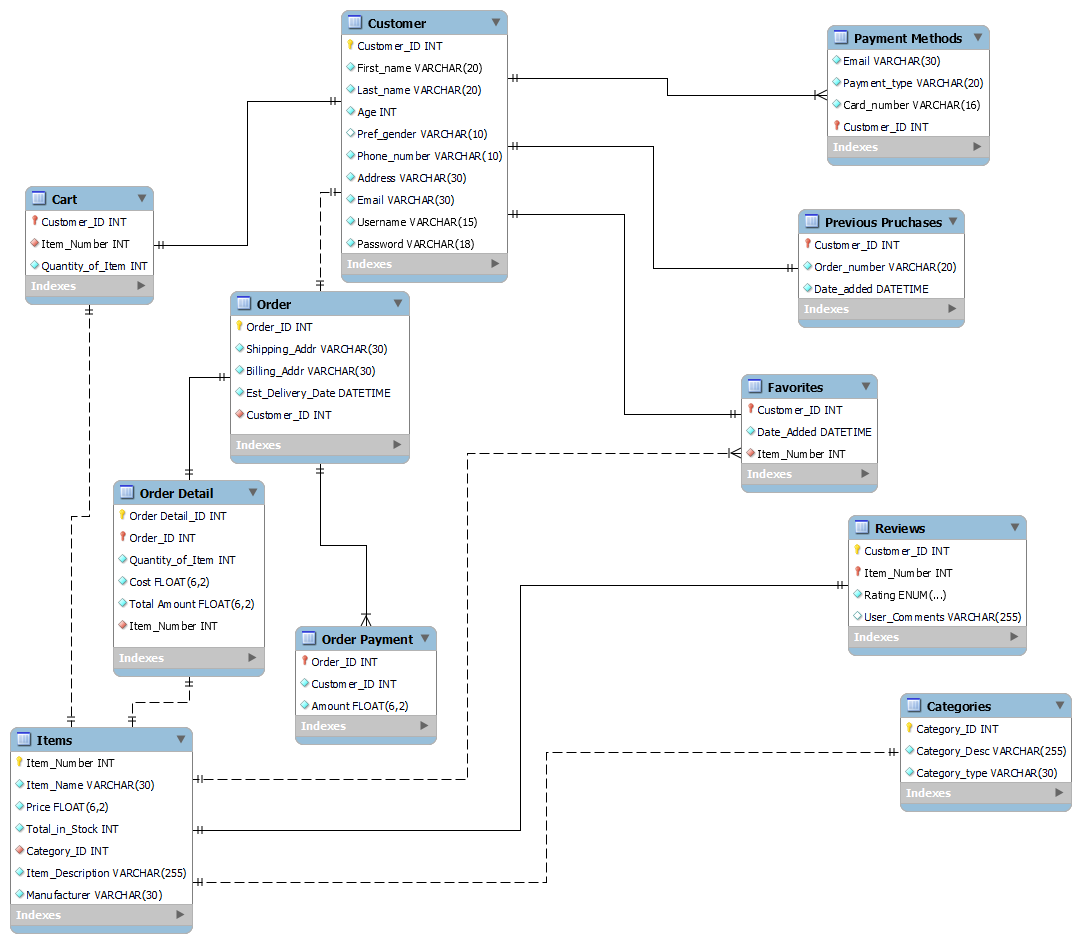 Customer
Customer_ID INT
First_name VARCHAR(20)
Last_name VARCHAR(20)
Age INT
Pref_gender VARCHAR(10)
Phone_number VARCHAR(10)
Address VARCHAR(30)
Email VARCHAR(30)
Username VARCHAR(15)
Password VARCHAR(18)
Indexes
Payment Methods
Email VARCHAR(30)
Payment_type VARCHAR(20)
Card_number VARCHAR(16)
Customer_ID INT
Indexes
Cart
Customer_ID INT
Item_Number INT
Quantity_of_Item INT
Indexes
Previous Pruchases
Customer_ID INT
Order_number VARCHAR(20)
Date_added DATETIME
Indexes
Order
Order_ID INT
Shipping_Addr VARCHAR(30)
Billing_Addr VARCHAR(30)
Est_Delivery_Date DATETIME
Customer_ID INT
Indexes
Favorites
Customer_ID INT
Date_Added DATETIME
Item_Number INT
Indexes
Order Detail
Order Detail_ID INT
Order_ID INT
Quantity_of_Item INT
Cost FLOAT(6,2)
Total Amount FLOAT(6,2)
Item_Number INT
Indexes
Reviews
Customer_ID INT
Item_Number INT
Rating ENUM(...)
User_Comments VARCHAR(255)
Indexes
Order Payment
Order_ID INT
Customer_ID INT
Amount FLOAT(6,2)
Indexes
Categories
Category_ID INT
Category_Desc VARCHAR(255)
Category_type VARCHAR(30)
Indexes
Items
Item_Number INT
Item_Name VARCHAR(30)
Price FLOAT(6,2)
Total_in_Stock INT
Category_ID INT
Item_Description VARCHAR(255)
Manufacturer VARCHAR(30)
Indexes